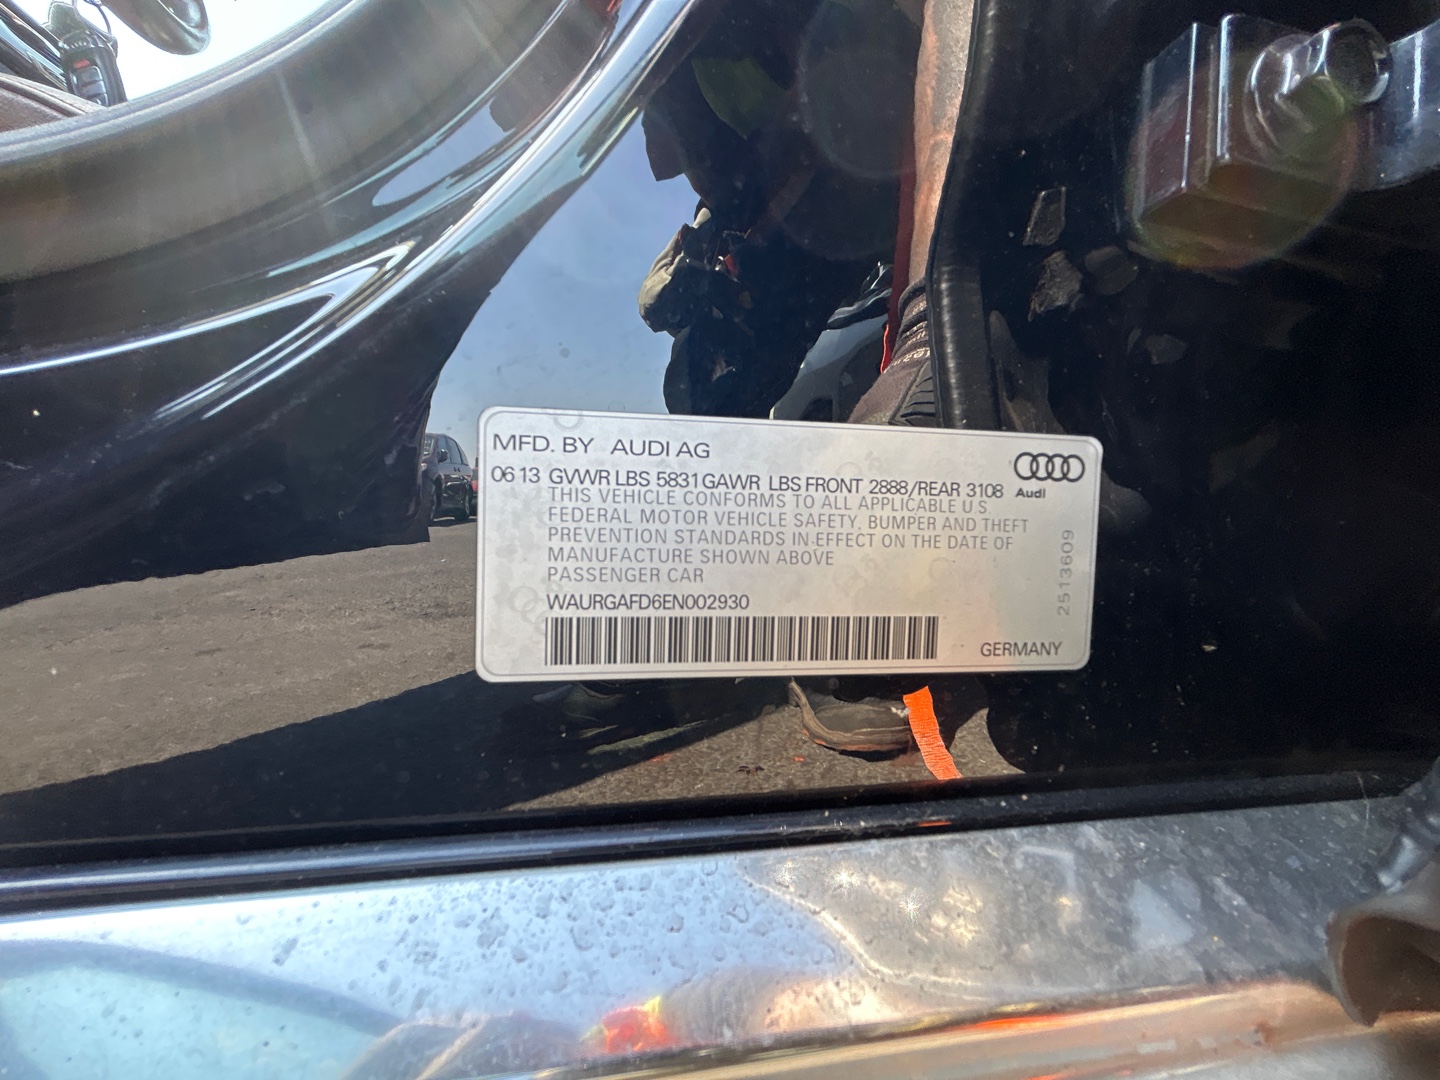 MFD. BY AUDI AG
06 13 GVWR LBS 5831 GAWR LBS FRONT 2888/REAR 3108
Audi
THIS VEHICLE CONFORMS TO ALL APPLICABLE U.S.
FEDERAL MOTOR VEHICLE SAFETY, BUMPER AND THEFT
PREVENTION STANDARDS IN EFFECT ON THE DATE OF
MANUFACTURE SHOWN ABOVE
PASSENGER CAR
WAURGAFD6EN002930
GERMANY
2513609